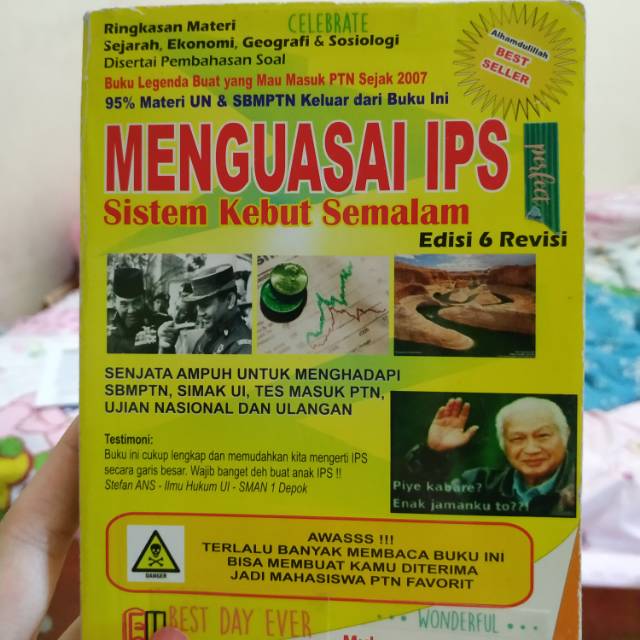 Ringkasan Materi
CELEBRATE
Sejarah, Ekonomi, Geografi & Sosiologi
Disertai Pembahasan Soal
Alhamdulillah
BEST
SELLER
Buku Legenda Buat yang Mau Masuk PTN Sejak 2007
95% Materi UN & SBMPTN Keluar dari Buku Ini
MENGUASAI IPS
perfect
Sistem Kebut Semalam
Edisi 6 Revisi
SENJATA AMPUH UNTUK MENGHADAPI
SBMPTN, SIMAK UI, TES MASUK PTN,
UJIAN NASIONAL DAN ULANGAN
Testimoni:
Buku ini cukup lengkap dan memudahkan kita mengerti IPS
secara garis besar. Wajib banget deh buat anak IPS !!
Stefan ANS - Ilmu Hukum UI - SMAN 1 Depok
Piye kabare?
Enak jamanku to??
DANGER
AWASSS !!!
TERLALU BANYAK MEMBACA BUKU INI
BISA MEMBUAT KAMU DITERIMA
JADI MAHASISWA PTN FAVORIT
BEST DAY EVER
WONDERFUL